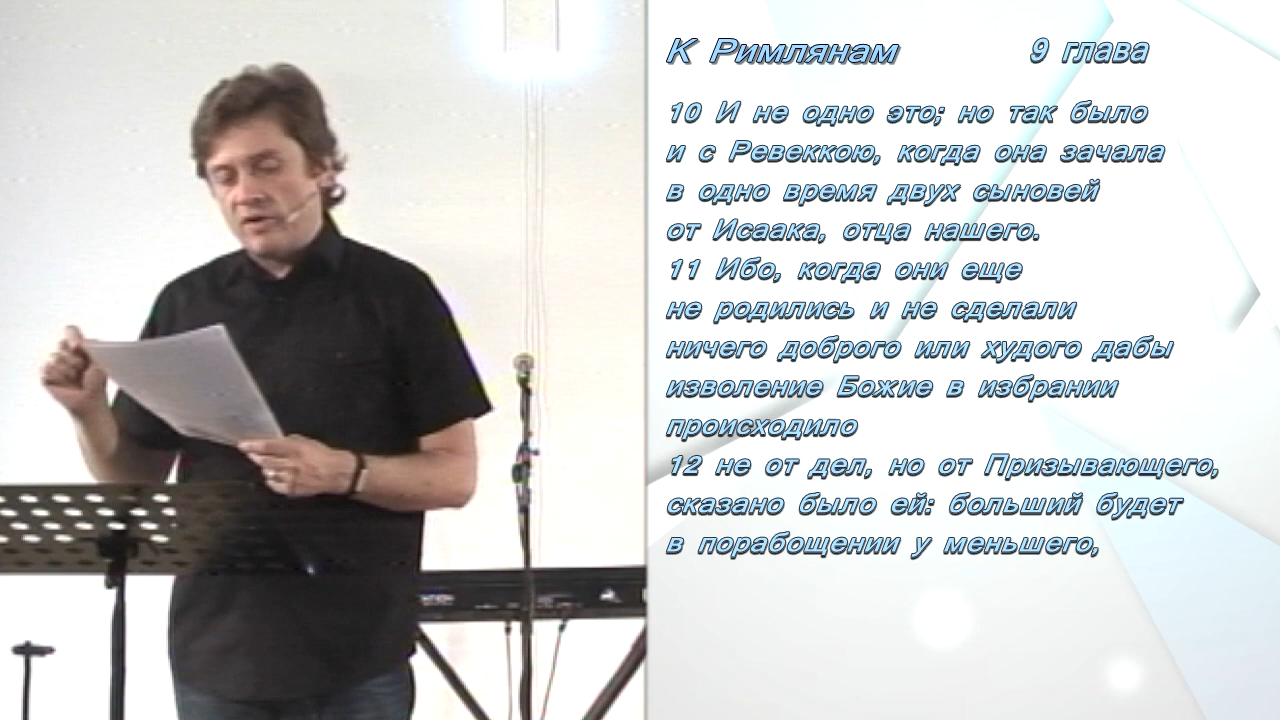 К Римлянам 9 глава
10 И не одно это; но так было
и с Ревеккою, когда она зачала
в одно время двух сыновей
от Исаака, отца нашего.
11 Ибо, когда они еще
не родились и не сделали
ничего доброго или худого дабы
изволение Божие в избрании
происходило
12 не от дел, но от Призывающего,
сказано было ей: больший будет
в порабощении у меньшего,